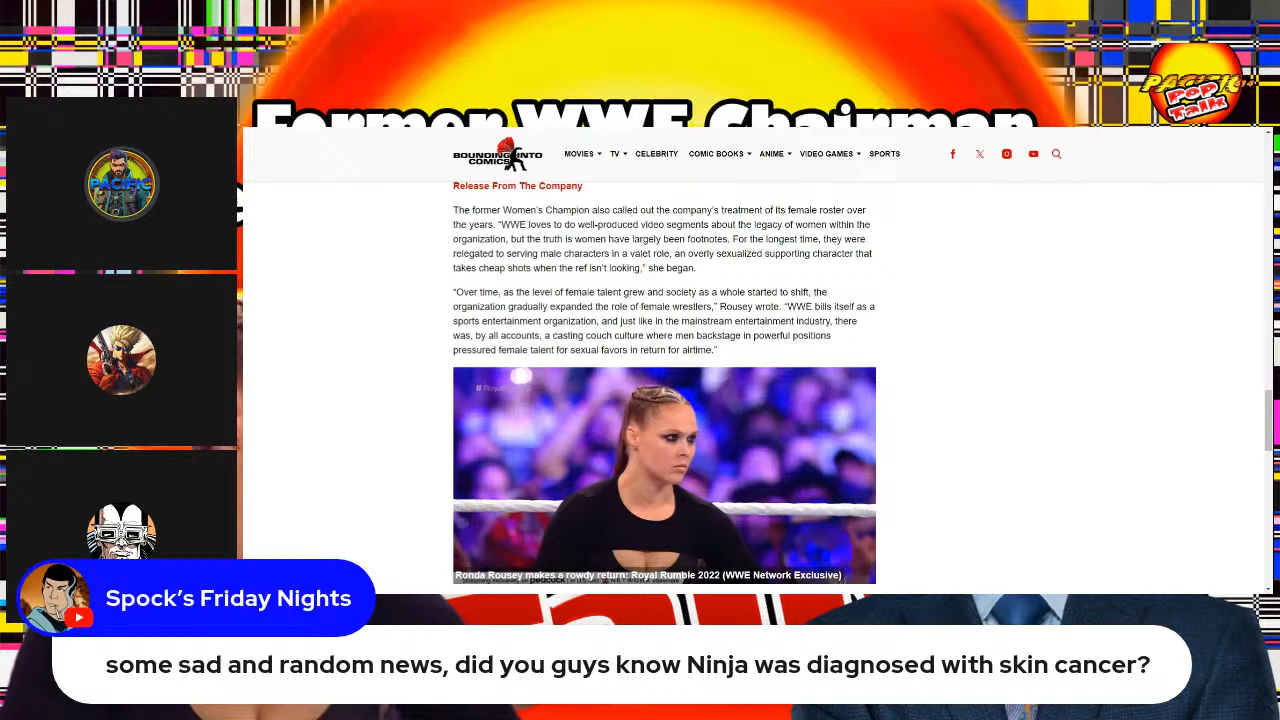 Former WWE Chairman
PACIFIC
Pop
Talk
BOUNDING INTO
COMICS
MOVIES TV CELEBRITY COMIC BOOKS ANIME VIDEO GAMES SPORTS
PACIFIC
Release From The Company
The former Women's Champion also called out the company's treatment of its female roster over
the years. “WWE loves to do well-produced video segments about the legacy of women within the
organization, but the truth is women have largely been footnotes. For the longest time, they were
relegated to serving male characters in a valet role, an overly sexualized supporting character that
takes cheap shots when the ref isn't looking,” she began.
“Over time, as the level of female talent grew and society as a whole started to shift, the
organization gradually expanded the role of female wrestlers,” Rousey wrote. “WWE bills itself as a
sports entertainment organization, and just like in the mainstream entertainment industry, there
was, by all accounts, a casting couch culture where men backstage in powerful positions
pressured female talent for sexual favors in return for airtime.”
Ronda Rousey makes a rowdy return: Royal Rumble 2022 (WWE Network Exclusive)
Spock’s Friday Nights
some sad and random news, did you guys know Ninja was diagnosed with skin cancer?